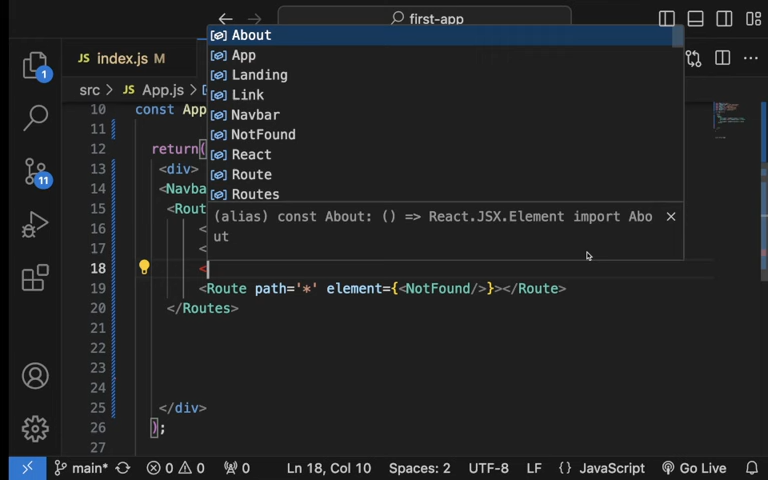 first-app
JS index.js M
src > JS App.js >
About
App
Landing
Link
Navbar
NotFound
React
Route
Routes
(alias) const About: () => React.JSX.Element import Abo
ut
10 const App
11
12 return(
13 <div>
14 <Navba
15 <Rout
16 <
17 <
18 <
19 <Route path='*' element={<NotFound/>}></Route>
20 </Routes>
21
22
23
24
25 </div>
26 );
27
1
11
main* 0 0 0 Ln 18, Col 10 Spaces: 2 UTF-8 LF {} JavaScript Go Live